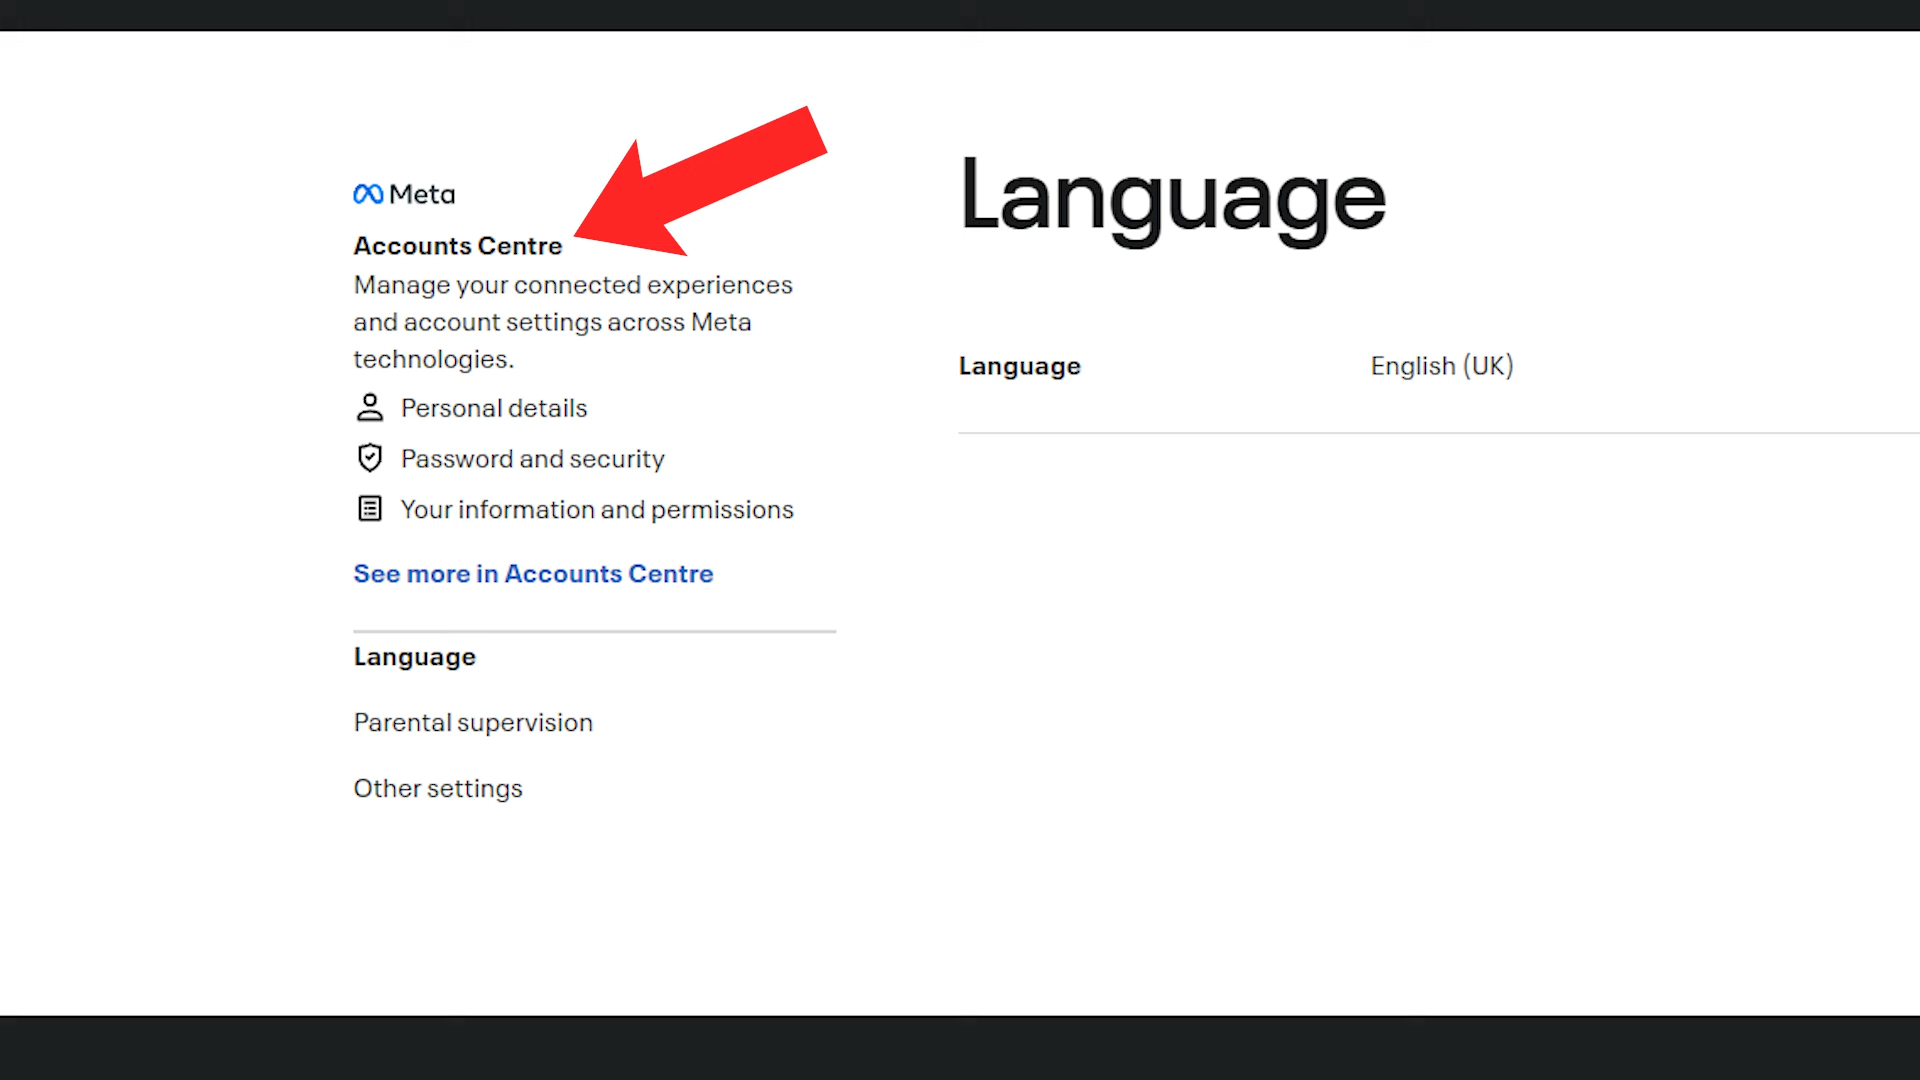 Meta
Accounts Centre
Manage your connected experiences
and account settings across Meta
technologies.
Personal details
Password and security
Your information and permissions
See more in Accounts Centre
Language
Parental supervision
Other settings
Language
Language English (UK)